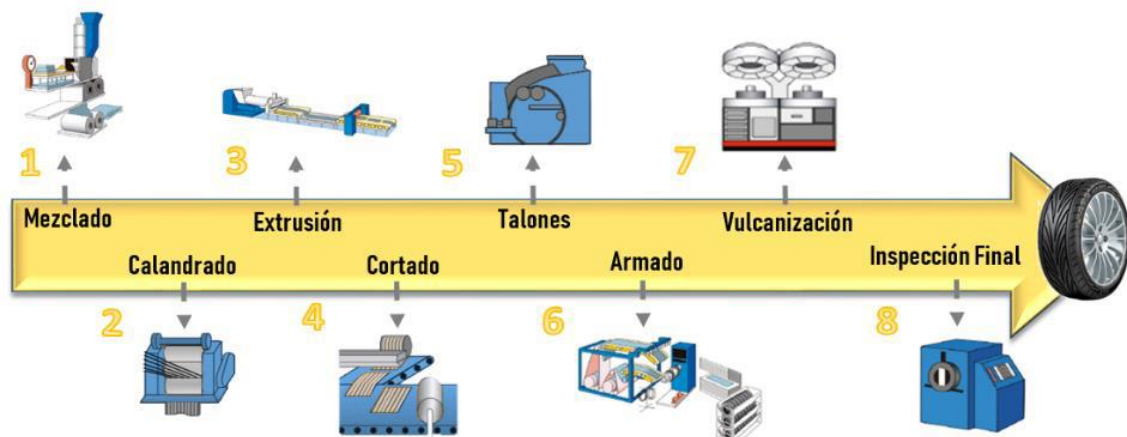 1
Mezclado
2
Calandrado
3
Extrusión
4
Cortado
5
Talones
6
Armado
7
Vulcanización
8
Inspección Final